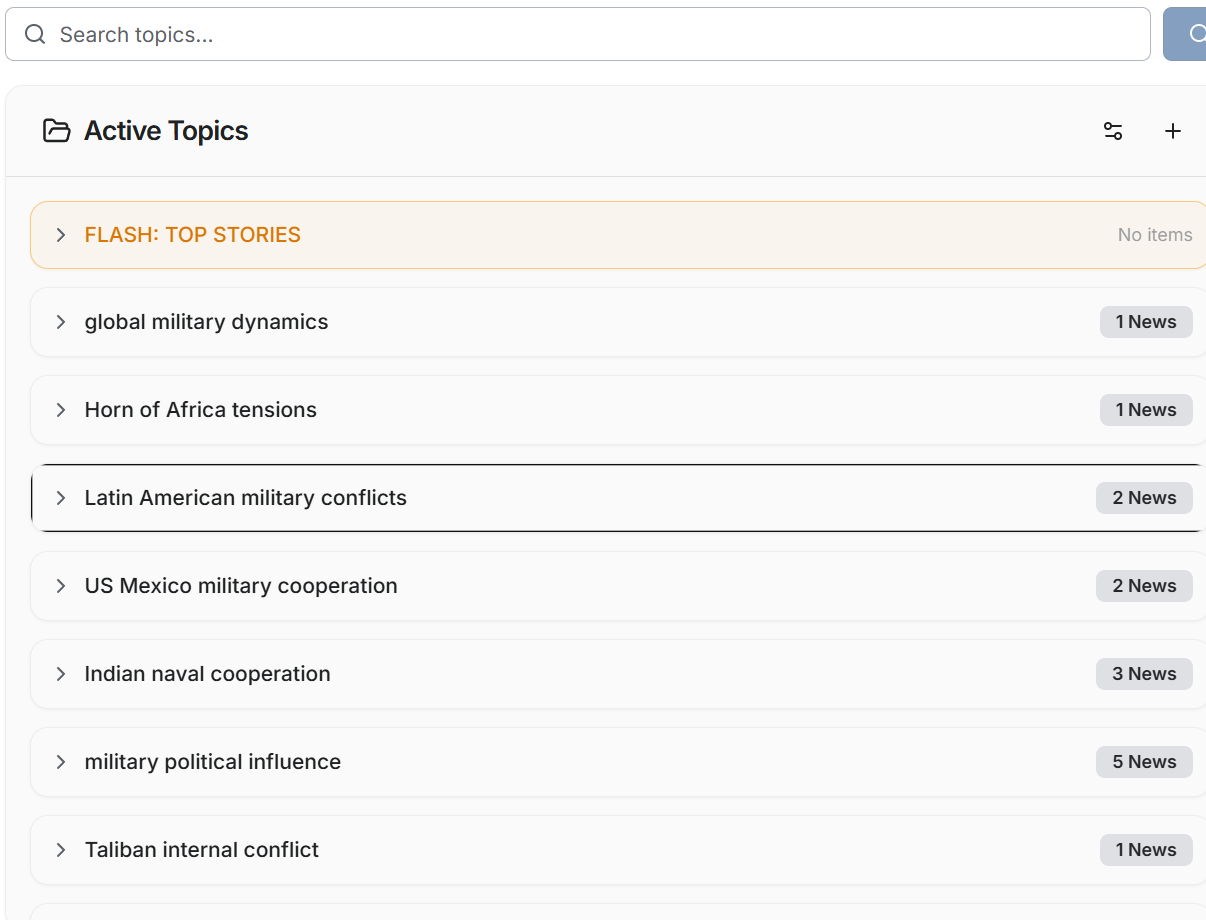 Search topics...
Active Topics
FLASH: TOP STORIES No items
global military dynamics 1 News
Horn of Africa tensions 1 News
Latin American military conflicts 2 News
US Mexico military cooperation 2 News
Indian naval cooperation 3 News
military political influence 5 News
Taliban internal conflict 1 News